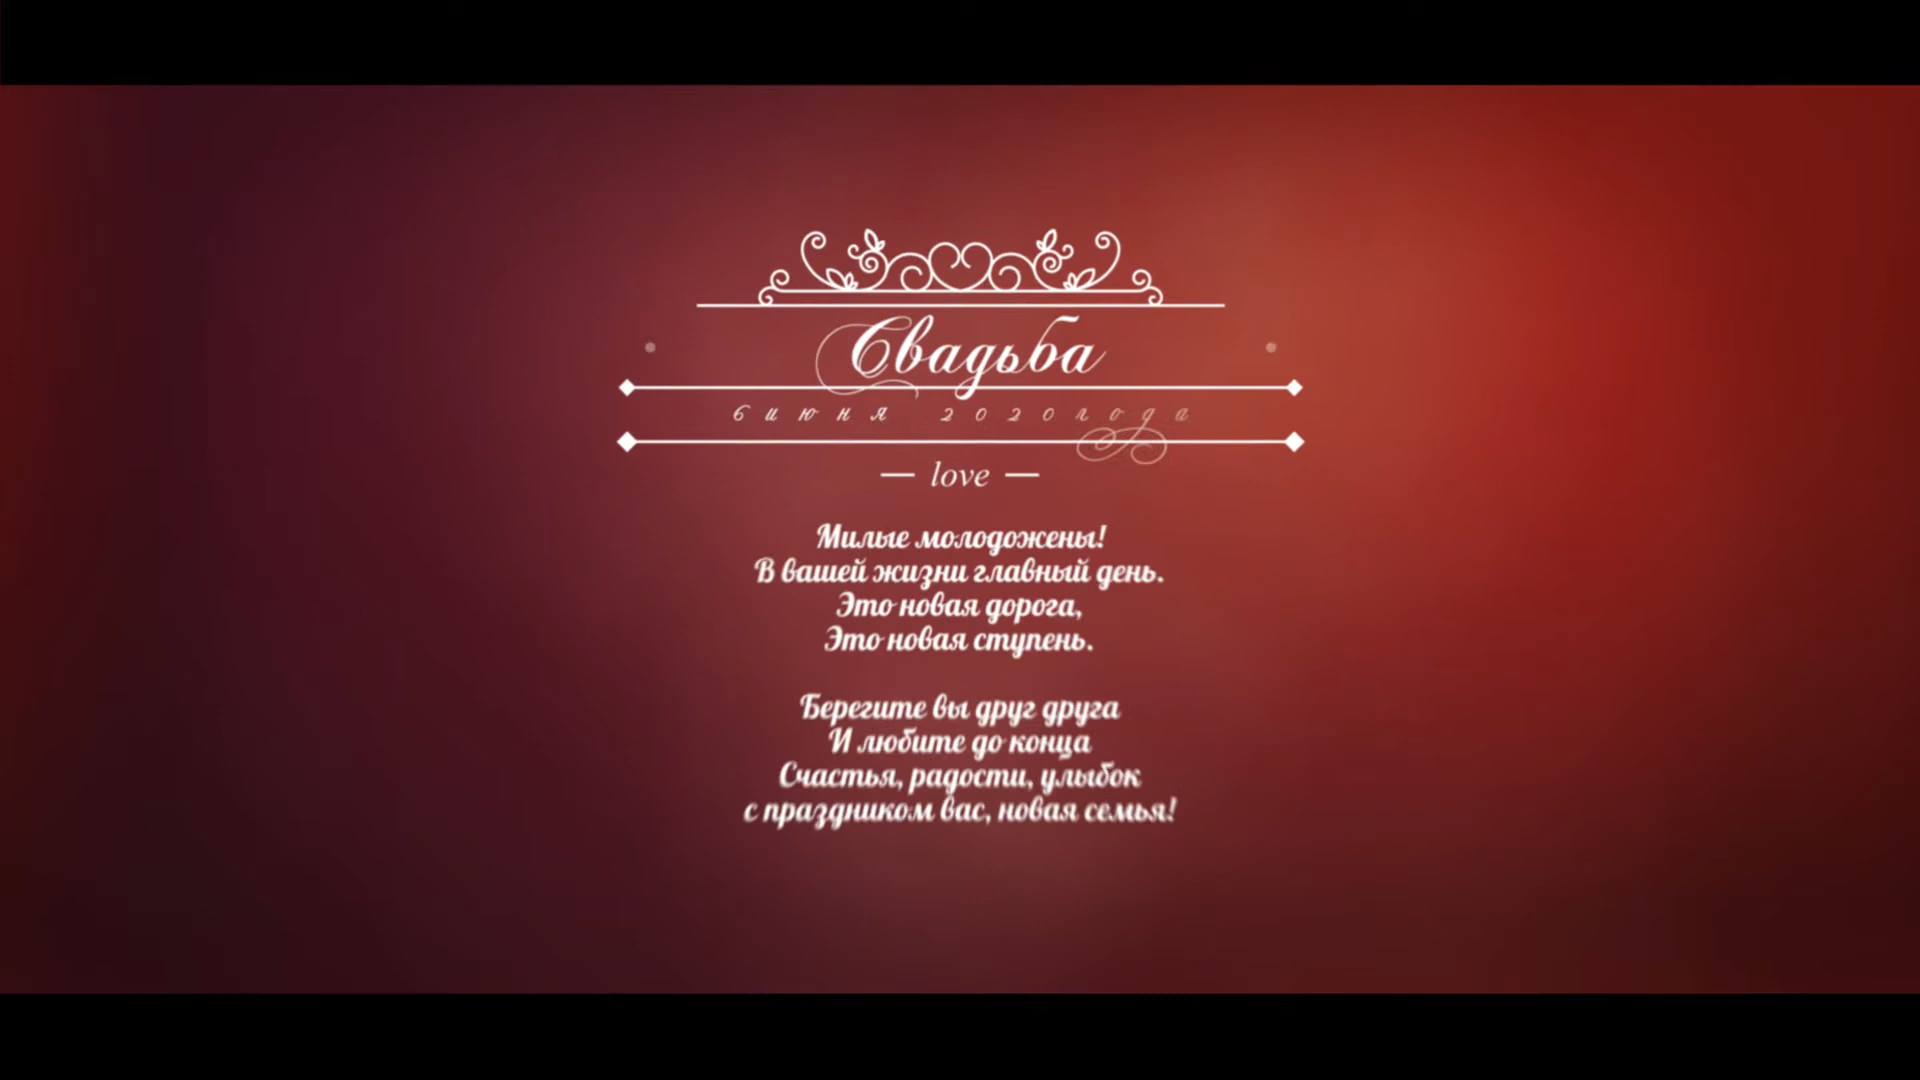 Свадьба
6 июня 2020 года
— love —
Милые молодожены!
В вашей жизни главный день.
Это новая дорога,
Это новая ступень.
Берегите вы друг друга
И любите до конца
Счастья, радости, улыбок
с праздником вас, новая семья!